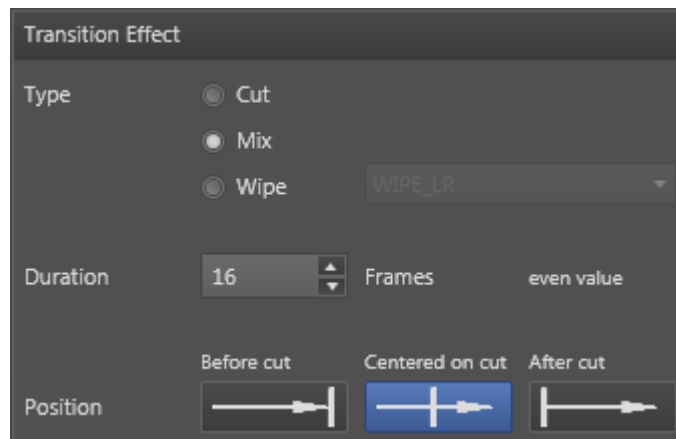 Transition Effect
Type
Cut
Mix
Wipe
WIPE_LR
Duration
16
Frames
even value
Before cut
Centered on cut
After cut
Position